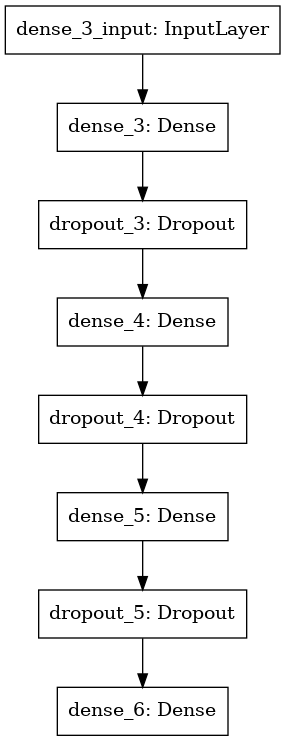 dense_3_input: InputLayer
dense_3: Dense
dropout_3: Dropout
dense_4: Dense
dropout_4: Dropout
dense_5: Dense
dropout_5: Dropout
dense_6: Dense